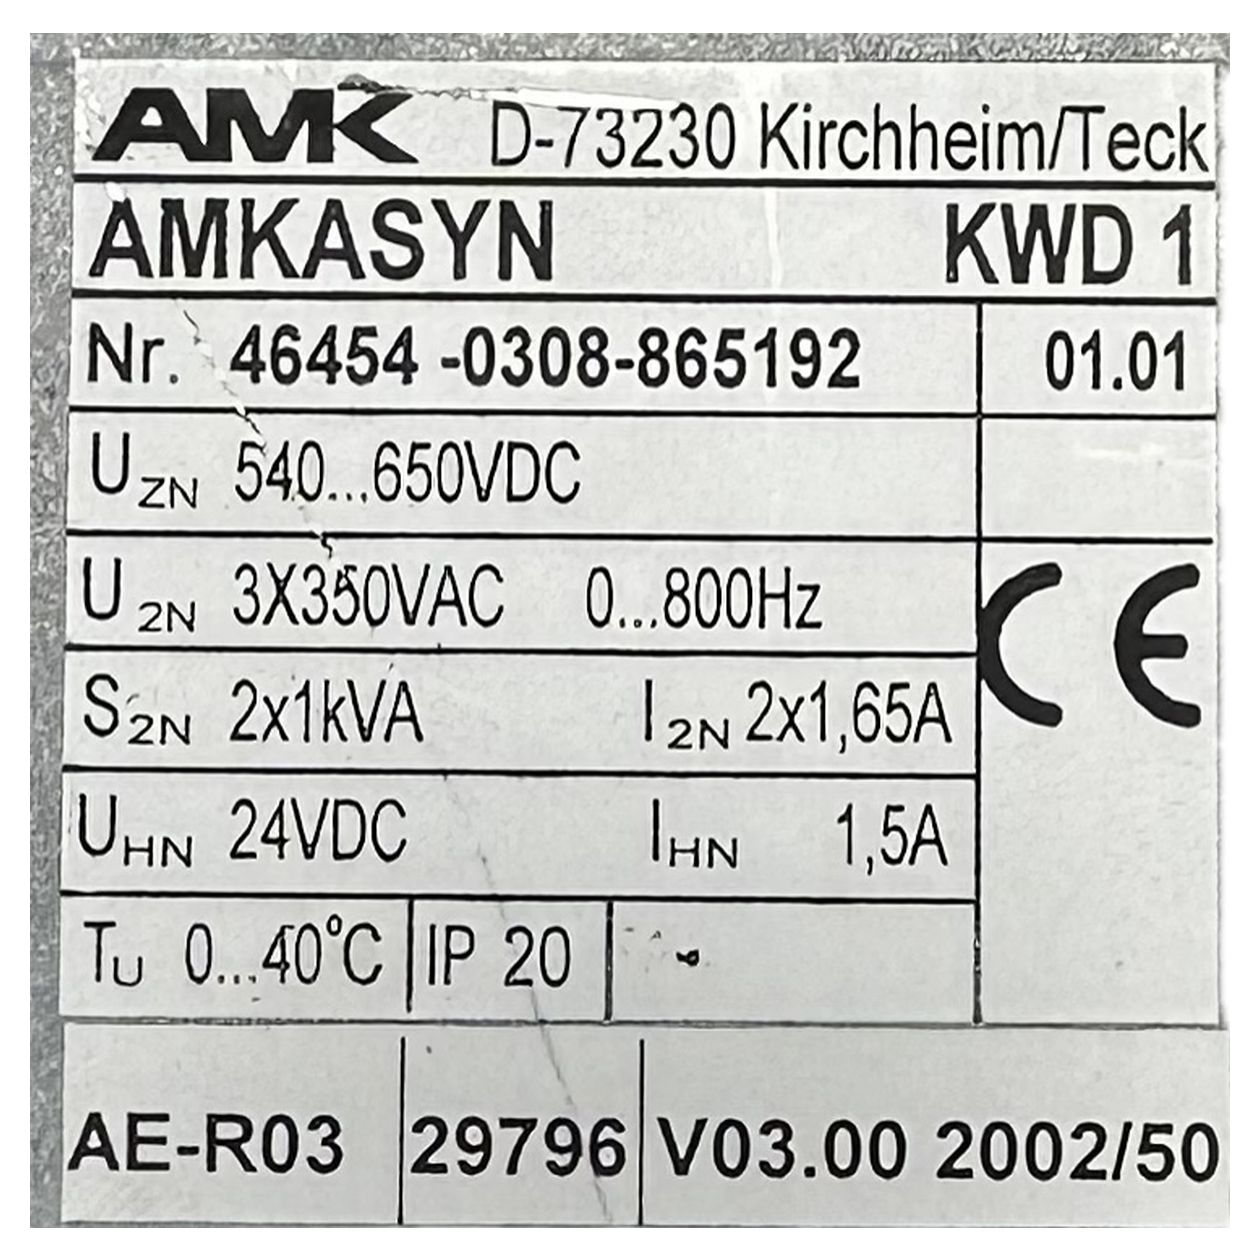 AMK D-73230 Kirchheim/Teck
AMKASYN KWD 1
Nr. 46454 -0308-865192 01.01
UZN 540...650VDC
U2N 3X350VAC 0...800Hz
CE
S2N 2x1kVA I2N 2x1,65A
UHN 24VDC IHN 1,5A
TU 0...40°C IP 20
AE-R03 29796 V03.00 2002/50